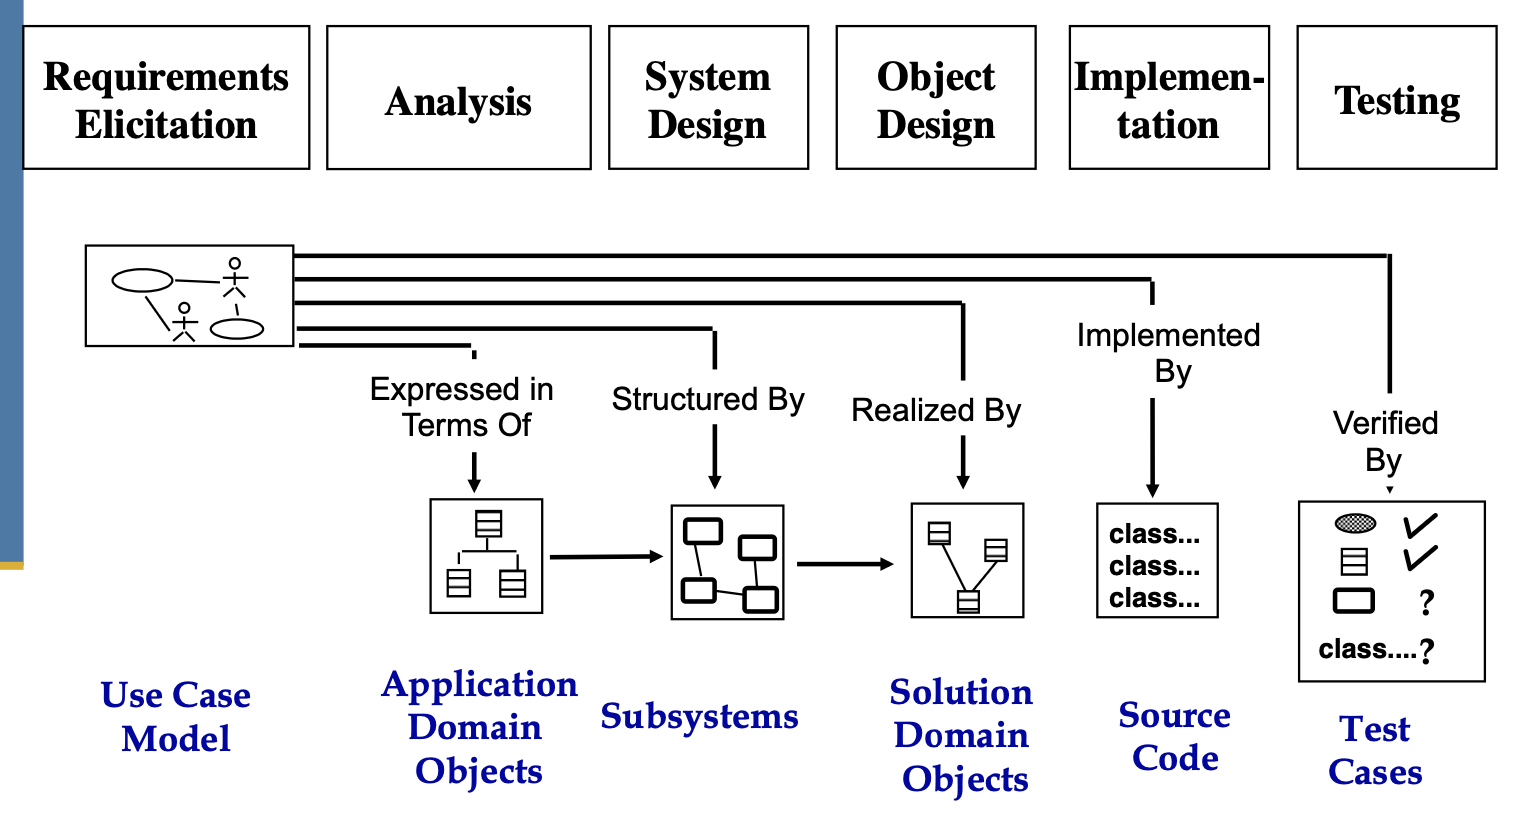 Requirements
Elicitation
Analysis
System
Design
Object
Design
Implemen-
tation
Testing
Expressed in
Terms Of
Structured By
Realized By
Implemented
By
Verified
By
class...
class...
class...
?
class....?
Use Case
Model
Application
Domain
Objects
Subsystems
Solution
Domain
Objects
Source
Code
Test
Cases